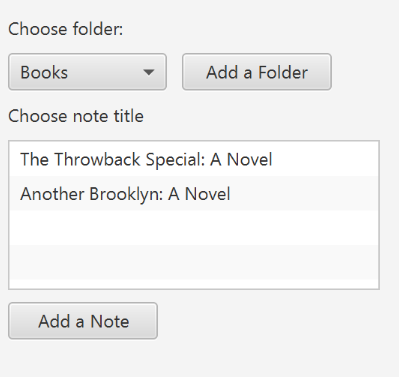 Choose folder:
Books
Add a Folder
Choose note title
The Throwback Special: A Novel
Another Brooklyn: A Novel
Add a Note